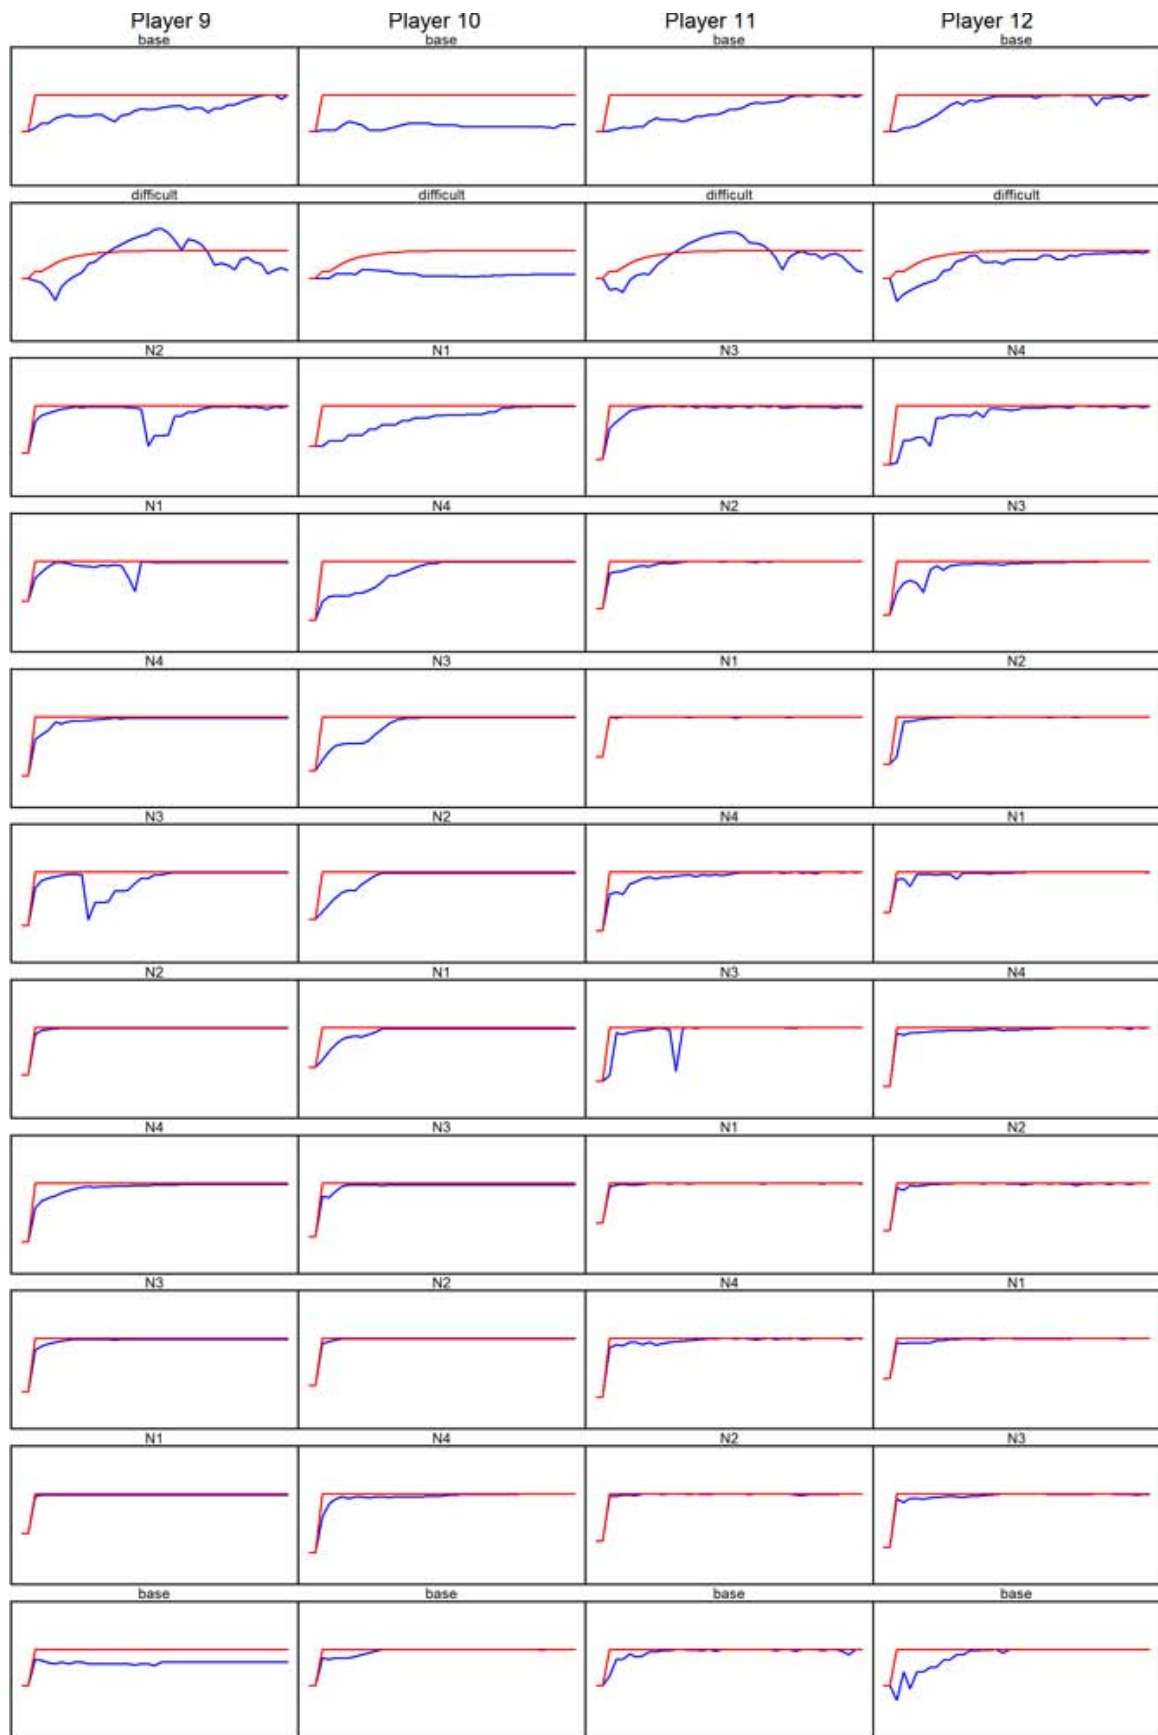 Player 9 Player 10 Player 11 Player 12
base base base base
difficult difficult difficult difficult
N2 N1 N3 N4
N1 N4 N2 N3
N4 N3 N1 N2
N3 N2 N4 N1
N2 N1 N3 N4
N4 N3 N1 N2
N3 N2 N4 N1
N1 N4 N2 N3
base base base base